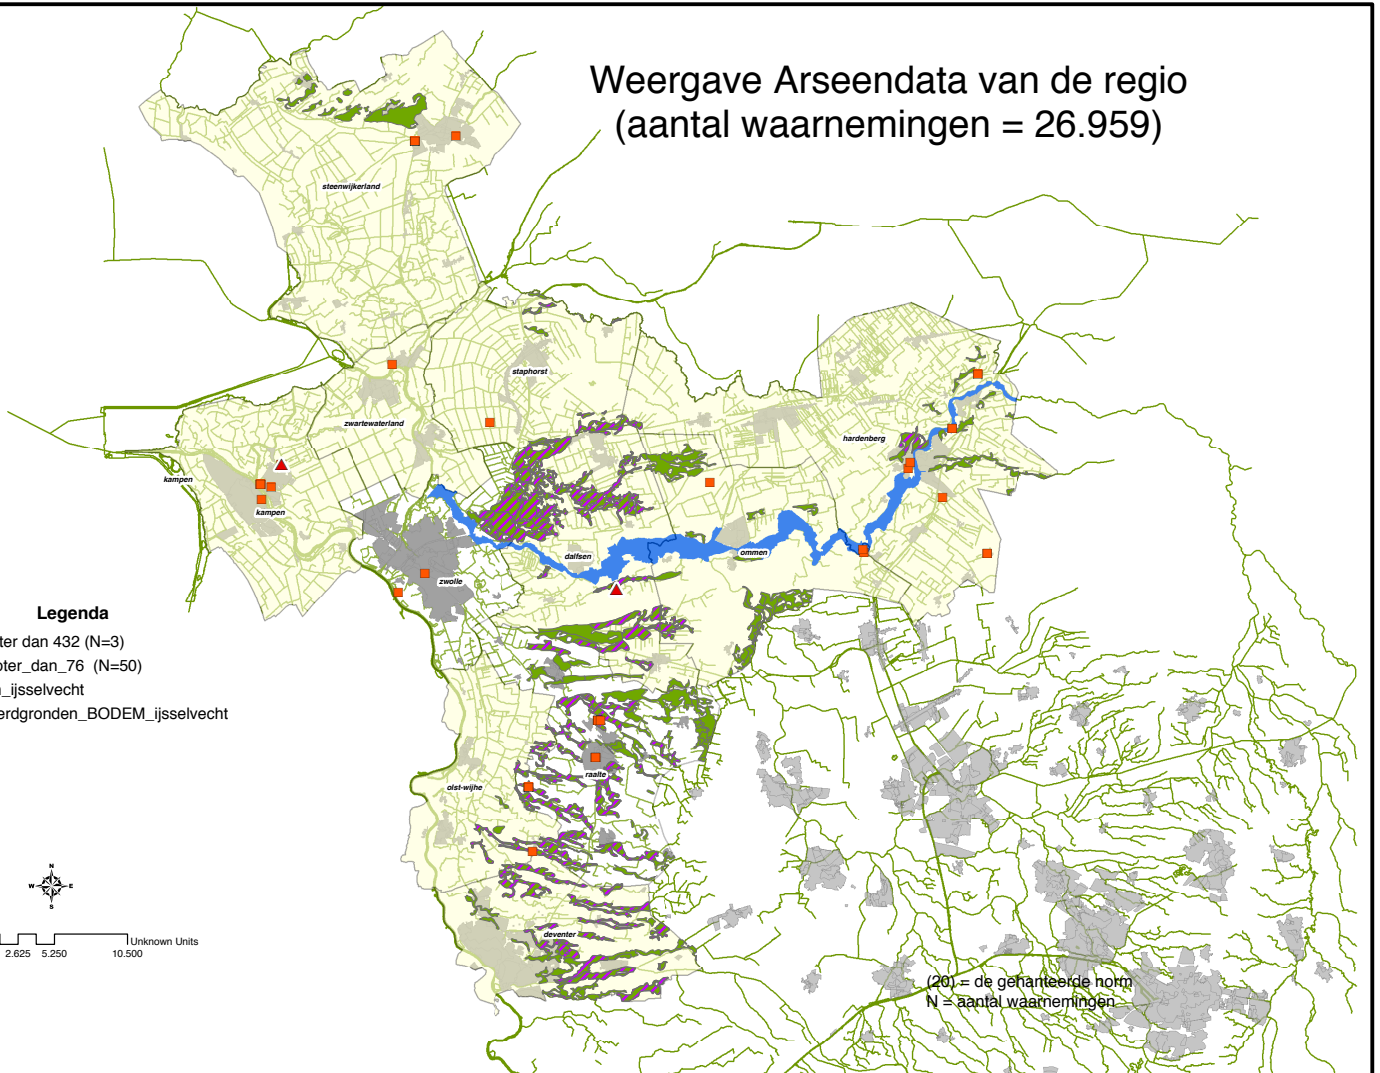 Weergave Arseendata van de regio
(aantal waarnemingen = 26.959)
steenwijkerland
staphorst
zwartewaterland
hardenberg
kampen
kampen
dalfsen
ommen
zwolle
Legenda
ter dan 432 (N=3)
oter_dan_76 (N=50)
_ijsselvecht
erdgronden_BODEM_ijsselvecht
raalte
olst-wijhe
N
W E
S
deventer
Unknown Units
2.625 5.250 10.500
(20) = de gehanteerde norm
N = aantal waarnemingen